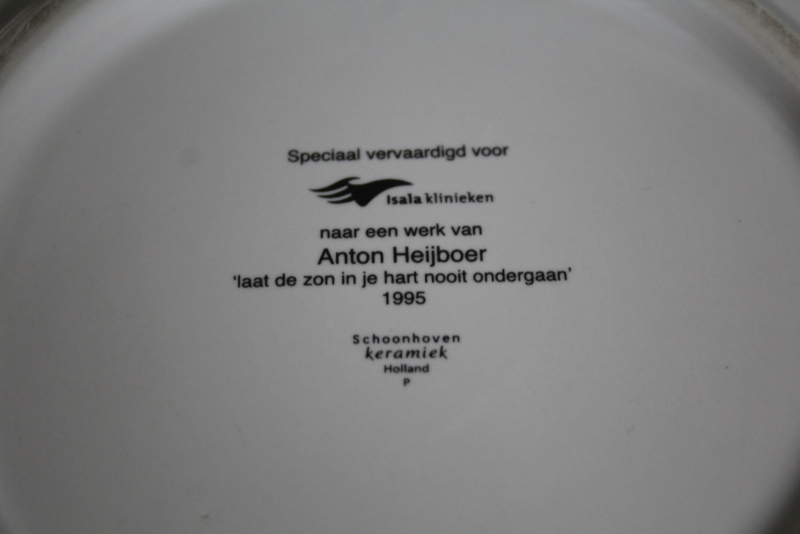 Speciaal vervaardigd voor
Isala klinieken
naar een werk van
Anton Heijboer
'laat de zon in je hart nooit ondergaan'
1995
Schoonhoven
keramiek
Holland
P